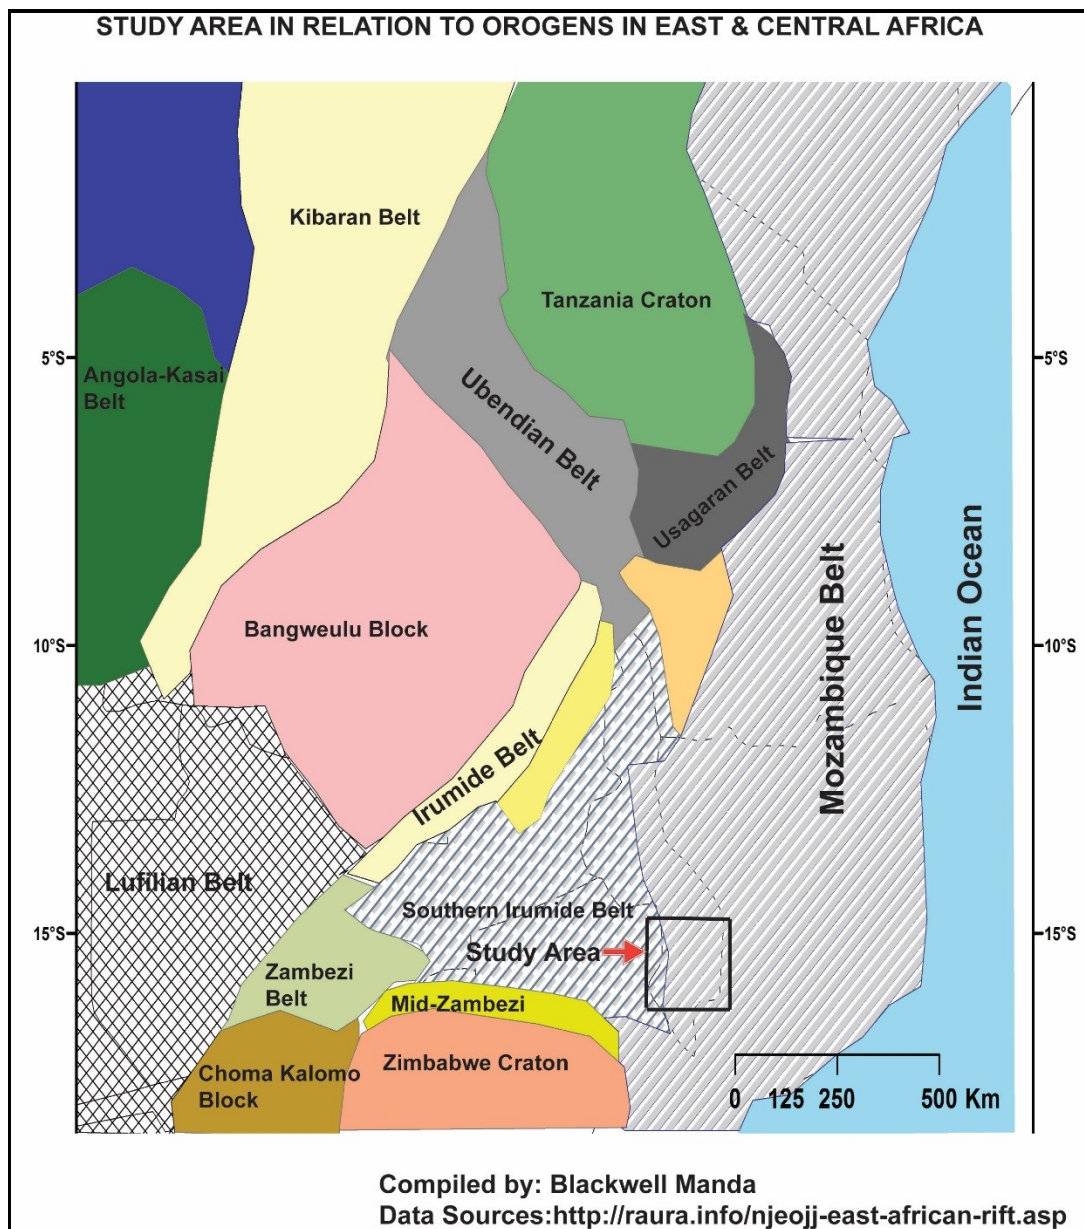 STUDY AREA IN RELATION TO OROGENS IN EAST & CENTRAL AFRICA
Kibaran Belt
Tanzania Craton
5°S
5°S
Angola-Kasai
Belt
Ubendian Belt
Usagaran Belt
Mozambique Belt
Indian Ocean
Bangweulu Block
10°S
10°S
Irumide Belt
Lufilian Belt
Southern Irumide Belt
15°S
15°S
Study Area
Zambezi
Belt
Mid-Zambezi
Zimbabwe Craton
Choma Kalomo
Block
0 125 250 500 Km
Compiled by: Blackwell Manda
Data Sources:http://raura.info/njeojj-east-african-rift.asp